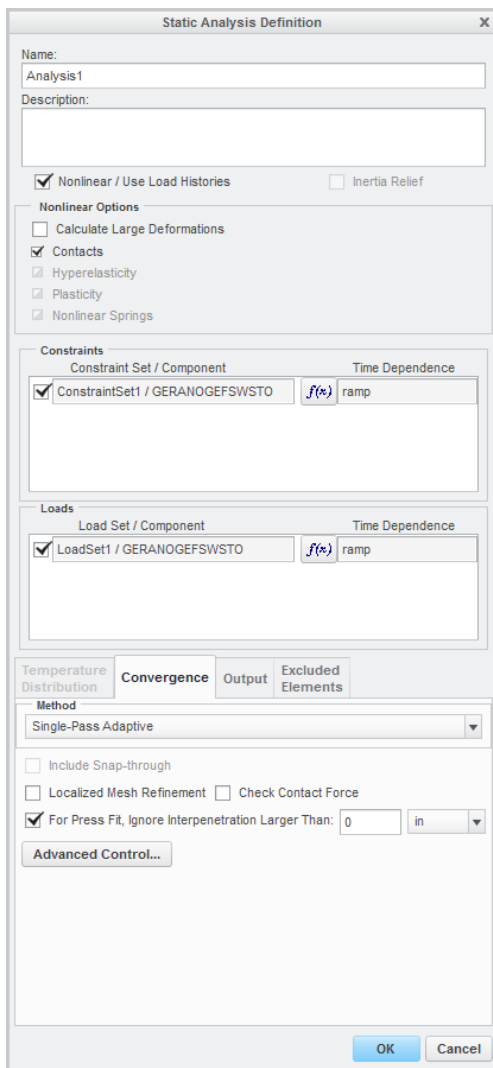 Static Analysis Definition x
Name:
Analysis1
Description:
Nonlinear / Use Load Histories Inertia Relief
Nonlinear Options
Calculate Large Deformations
Contacts
Hyperelasticity
Plasticity
Nonlinear Springs
Constraints
Constraint Set / Component Time Dependence
ConstraintSet1 / GERANOGEFSWSTO f(x) ramp
Loads
Load Set / Component Time Dependence
LoadSet1 / GERANOGEFSWSTO f(x) ramp
Temperature Distribution Convergence Output Excluded Elements
Method
Single-Pass Adaptive
Include Snap-through
Localized Mesh Refinement Check Contact Force
For Press Fit, Ignore Interpenetration Larger Than: 0 in
Advanced Control...
OK Cancel